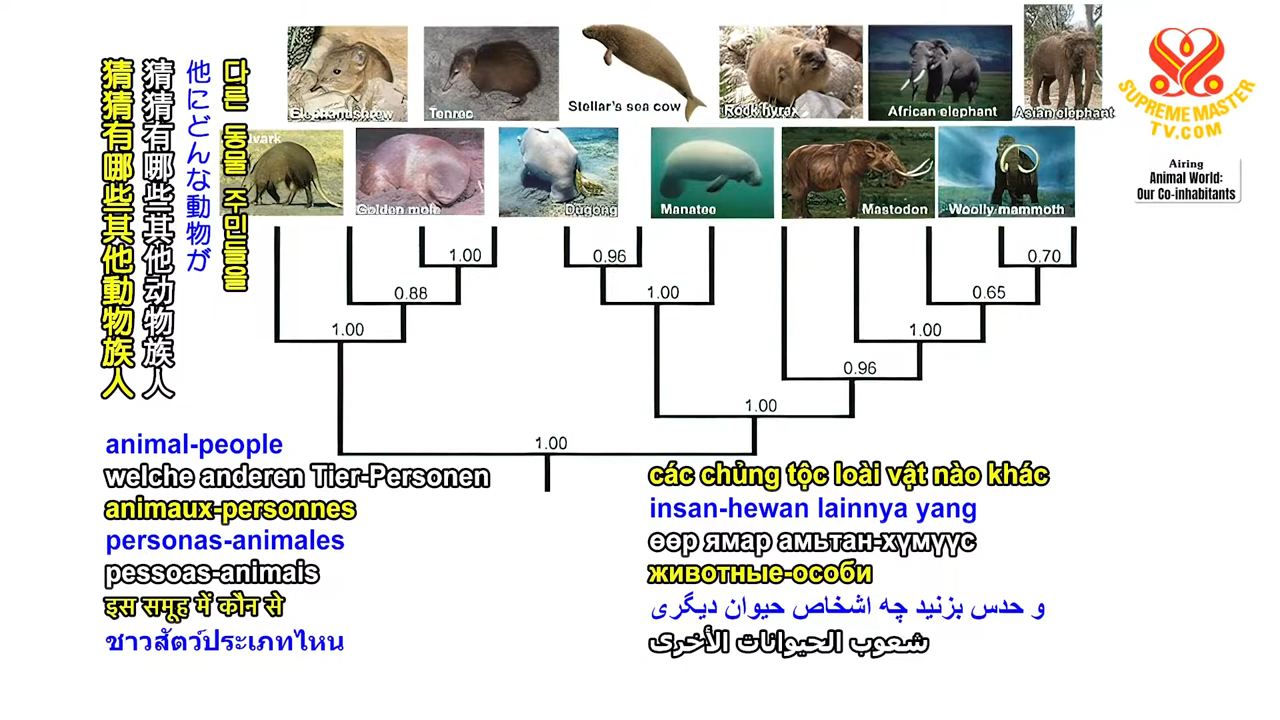 猜猜有哪些其他動物族人
猜猜有哪些其他动物族人
他にどんな動物が
다른 동물 주민들을
Elephant shrew
Tenrec
Stellar's sea cow
Rock hyrax
African elephant
Asian elephant
Golden mole
Dugong
Manatee
Mastodon
Woolly mammoth
1.00
0.96
0.70
0.88
1.00
0.65
1.00
1.00
0.96
1.00
1.00
SUPREME MASTER
TV.COM
Airing
Animal World:
Our Co-inhabitants
animal-people
welche anderen Tier-Personen
animaux-personnes
personas-animales
pessoas-animais
इस समूह में कौन से
ชาวสัตว์ประเภทไหน
các chủng tộc loài vật nào khác
insan-hewan lainnya yang
өөр ямар амьтан-хүмүүс
животные-особи
و حدس بزنید چه اشخاص حیوان دیگری
شعوب الحيوانات الأخرى